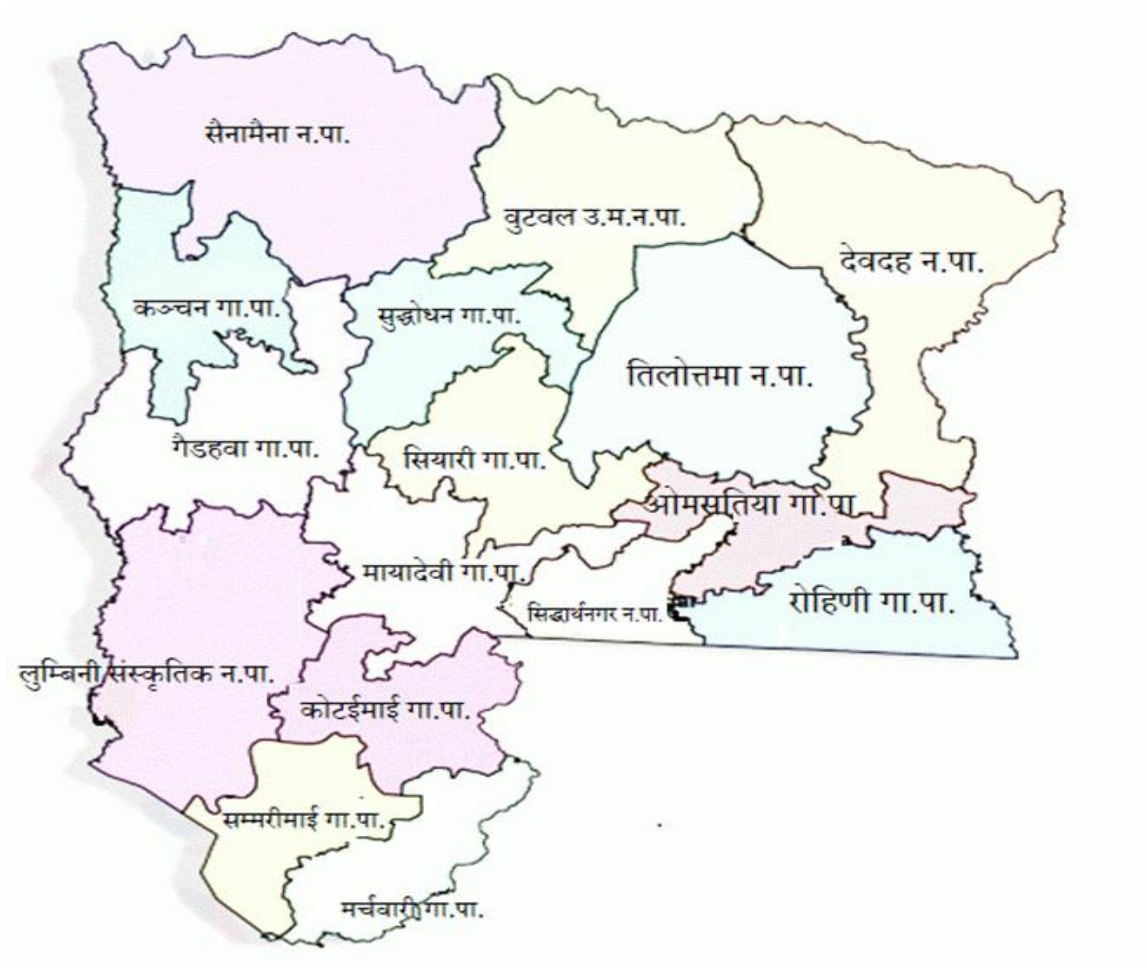 सैनामैना न.पा.
वुटवल उ.म.न.पा.
देवदह न.पा.
कञ्चन गा.पा.
सुद्धोधन गा.पा.
तिलोत्तमा न.पा.
गैडहवा गा.पा.
सियारी गा.पा.
ओमसतिया गा.पा.
मायादेवी गा.पा.
सिद्धार्थनगर न.पा.
रोहिणी गा.पा.
लुम्बिनी संस्कृतिक न.पा.
कोटईमाई गा.पा.
सम्मरीमाई गा.पा.
मर्चवारी गा.पा.